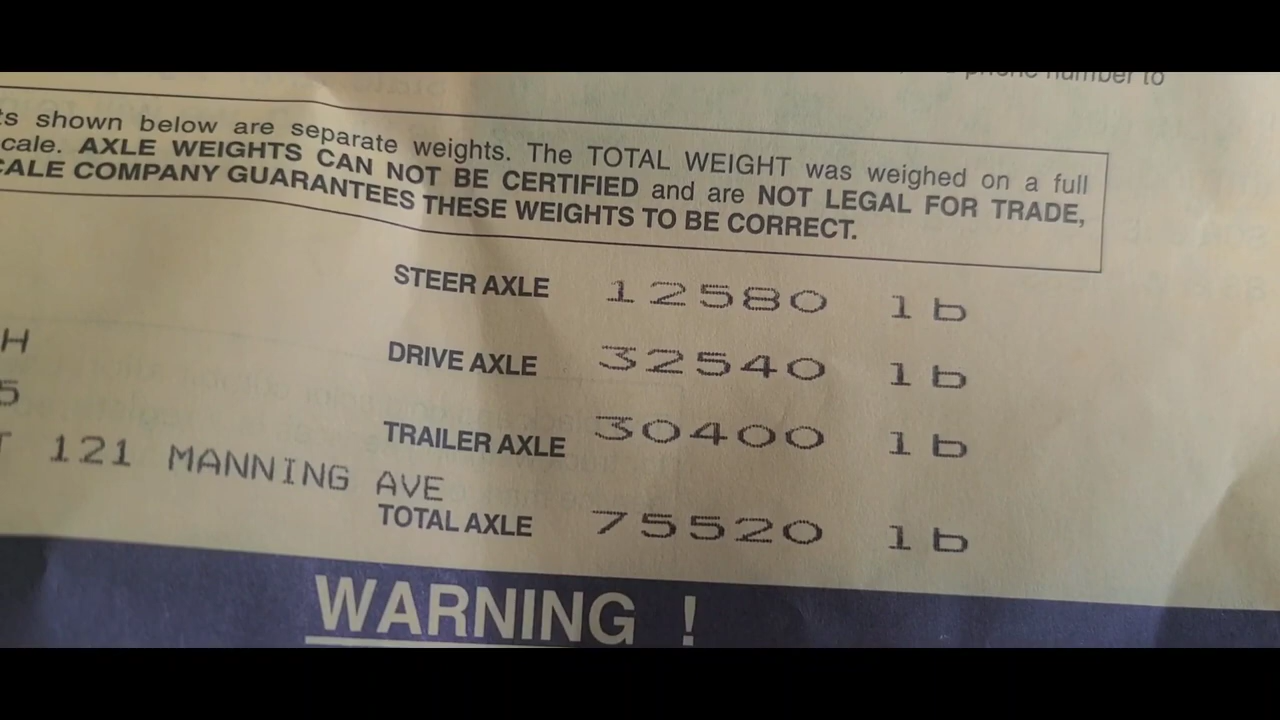 phone number to
ts shown below are separate weights. The TOTAL WEIGHT was weighed on a full
cale. AXLE WEIGHTS CAN NOT BE CERTIFIED and are NOT LEGAL FOR TRADE,
CALE COMPANY GUARANTEES THESE WEIGHTS TO BE CORRECT.
STEER AXLE 12580 lb
H
DRIVE AXLE 32540 lb
5
TRAILER AXLE 30400 lb
T 121 MANNING AVE
TOTAL AXLE 75520 lb
WARNING !